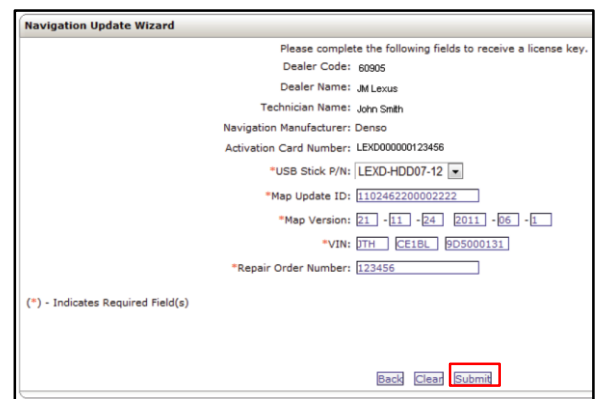 Navigation Update Wizard
Please complete the following fields to receive a license key.
Dealer Code: 60905
Dealer Name: JM Lexus
Technician Name: John Smith
Navigation Manufacturer: Denso
Activation Card Number: LEXD000000123456
*USB Stick P/N: LEXD-HDD07-12
*Map Update ID: 1102462200002222
*Map Version: 21 -11 -24 2011 -06 -1
*VIN: JTH CE1BL 9D5000131
*Repair Order Number: 123456
(*) - Indicates Required Field(s)
Back Clear Submit